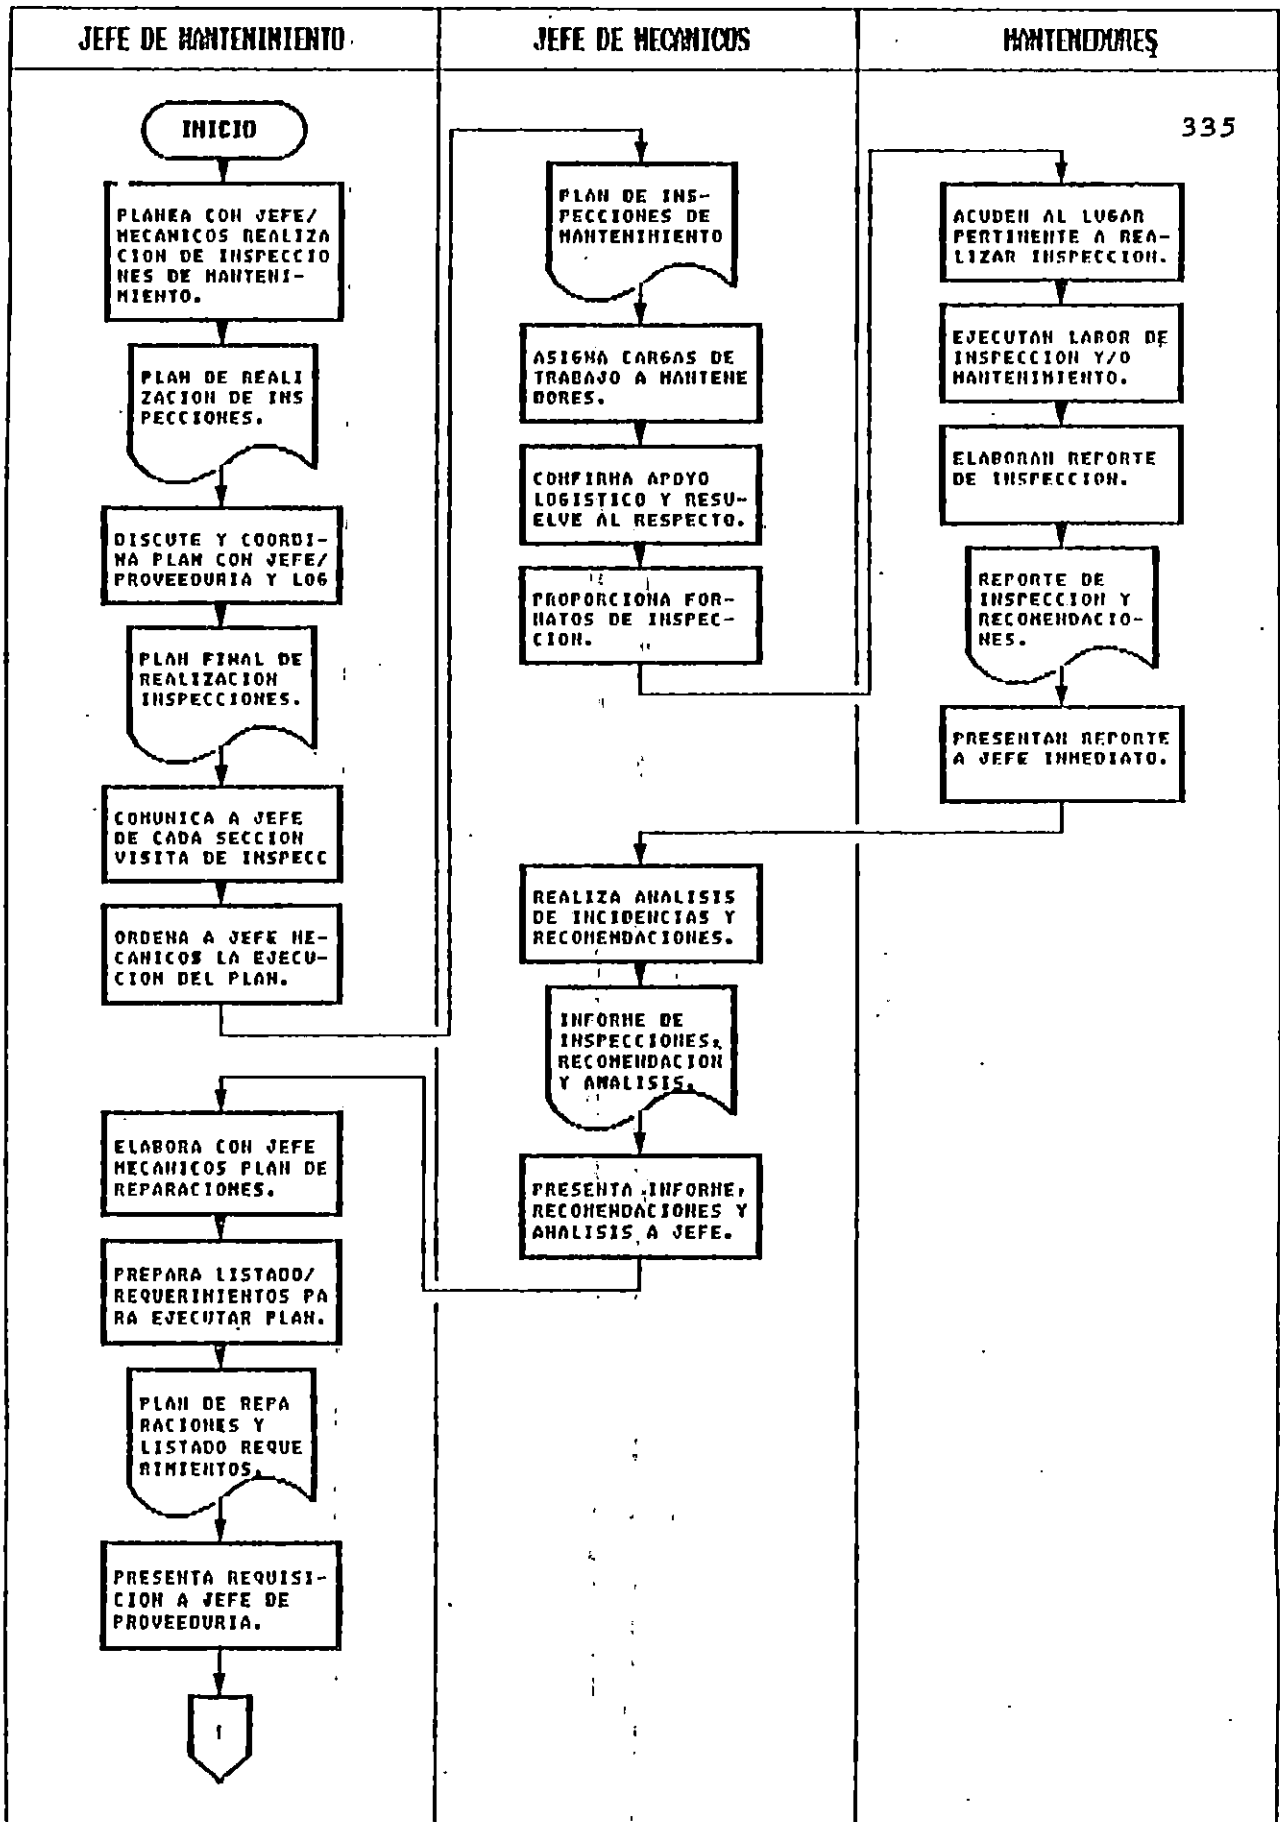 JEFE DE MANTENIMIENTO
JEFE DE MECANICOS
MANTENEDORES
335
INICIO
PLANEA CON JEFE/
MECANICOS REALIZA
CION DE INSPECCIO
NES DE MANTENI-
MIENTO.
PLAN DE REALI
ZACION DE INS
PECCIONES.
DISCUTE Y COORDI-
NA PLAN CON JEFE/
PROVEEDURIA Y LOG
PLAN FINAL DE
REALIZACION
INSPECCIONES.
COMUNICA A JEFE
DE CADA SECCION
VISITA DE INSPECC
ORDENA A JEFE ME-
CANICOS LA EJECU-
CION DEL PLAN.
PLAN DE INS-
PECCIONES DE
MANTENIMIENTO
ASIGNA CARGAS DE
TRABAJO A MANTENE
DORES.
CONFIRMA APOYO
LOGISTICO Y RESU-
ELVE AL RESPECTO.
PROPORCIONA FOR-
MATOS DE INSPEC-
CION.
ACUDEN AL LUGAR
PERTINENTE A REA-
LIZAR INSPECCION.
EJECUTAN LABOR DE
INSPECCION Y/O
MANTENIMIENTO.
ELABORAN REPORTE
DE INSPECCION.
REPORTE DE
INSPECCION Y
RECOMENDACIO-
NES.
PRESENTAN REPORTE
A JEFE INMEDIATO.
REALIZA ANALISIS
DE INCIDENCIAS Y
RECOMENDACIONES.
INFORME DE
INSPECCIONES,
RECOMENDACION
Y ANALISIS.
PRESENTA INFORME,
RECOMENDACIONES Y
ANALISIS A JEFE.
ELABORA CON JEFE
MECANICOS PLAN DE
REPARACIONES.
PREPARA LISTADO/
REQUERIMIENTOS PA
RA EJECUTAR PLAN.
PLAN DE REPA
RACIONES Y
LISTADO REQUE
RIMIENTOS.
PRESENTA REQUISI-
CION A JEFE DE
PROVEEDURIA.
1